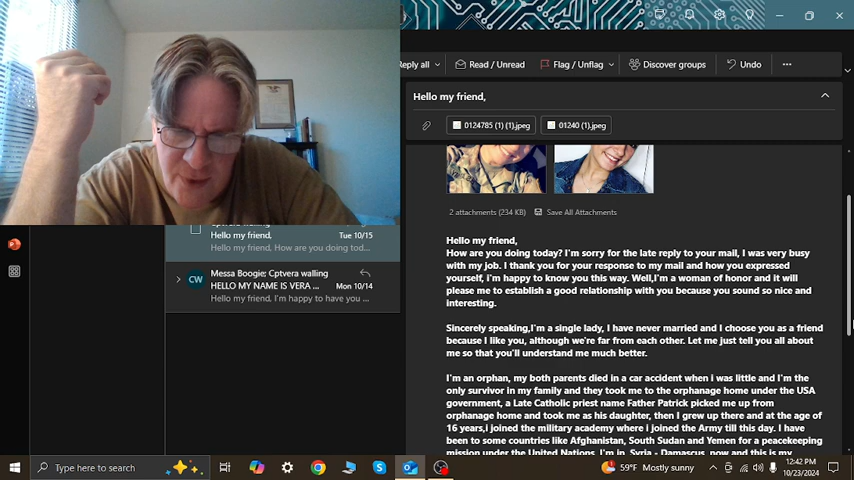 Reply all
Read / Unread
Flag / Unflag
Discover groups
Undo
Hello my friend,
0124785 (1) (1).jpeg
01240 (1).jpeg
2 attachments (234 KB)
Save All Attachments
Hello my friend,
Tue 10/15
Hello my friend, How are you doing tod...
CW
Messa Boogie; Cptvera walling
HELLO MY NAME IS VERA ...
Mon 10/14
Hello my friend, I'm happy to have you ...
Hello my friend,
How are you doing today? I'm sorry for the late reply to your mail, I was very busy
with my job. I thank you for your response to my mail and how you expressed
yourself, i'm happy to know you this way. Well,I'm a woman of honor and it will
please me to establish a good relationship with you because you sound so nice and
interesting.
Sincerely speaking,I'm a single lady, I have never married and I choose you as a friend
because I like you, although we're far from each other. Let me just tell you all about
me so that you'll understand me much better.
I'm an orphan, my both parents died in a car accident when i was little and I'm the
only survivor in my family and they took me to the orphanage home under the USA
government, a Late Catholic priest name Father Patrick picked me up from
orphanage home and took me as his daughter, then I grew up there and at the age of
16 years,i joined the military academy where i joined the Army till this day. I have
been to some countries like Afghanistan, South Sudan and Yemen for a peacekeeping
mission under the United Nations. I'm in Syria - Damascus now and this is my
Type here to search
59°F Mostly sunny
12:42 PM
10/23/2024